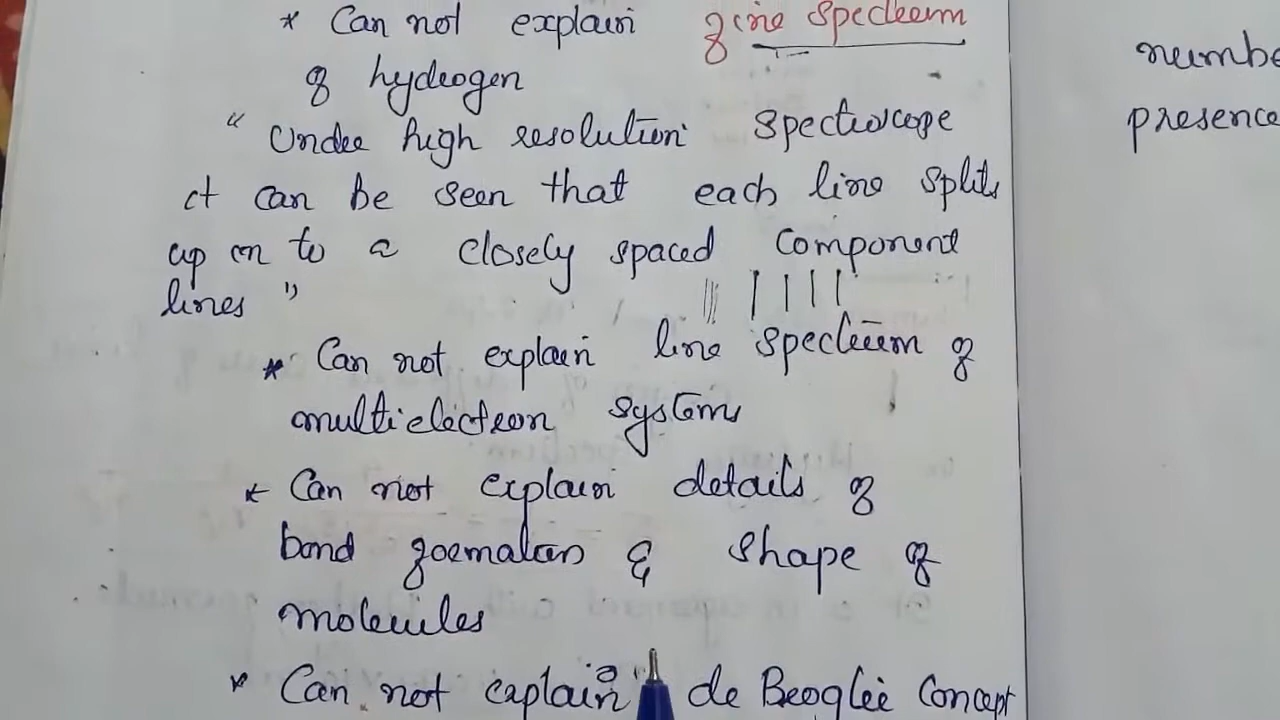 * Can not explain fine spectrum
of hydrogen
" Under high resolution spectroscope
it can be seen that each line splits
up in to a closely spaced component
lines "
* Can not explain line spectrum of
multielectron systems
* Can not explain details of
bond formation & shape of
molecules
* Can not explain de Broglie Concept
numbe
presence